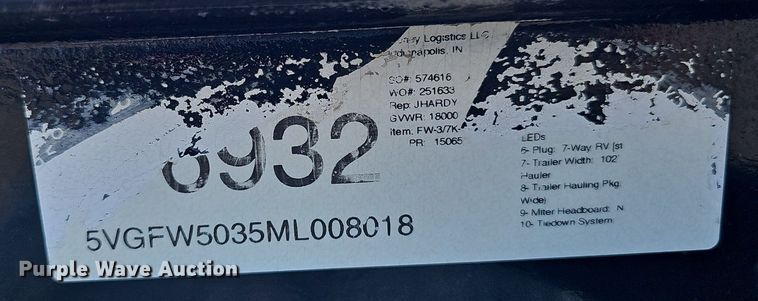 Logistics LLC
Indianapolis, IN
SO#: 574616
WO#: 251633
Rep: JHARDY
GVWR: 18000
Item: FW-3/7K-
PR: 15065
932
5VGFW5035ML008018
LEDs
6- Plug: 7-Way RV [st
7- Trailer Width: 102"
Hauler
8- Trailer Hauling Pkg
Wide)
9- Miter Headboard: N
10- Tiedown System:
Purple Wave Auction